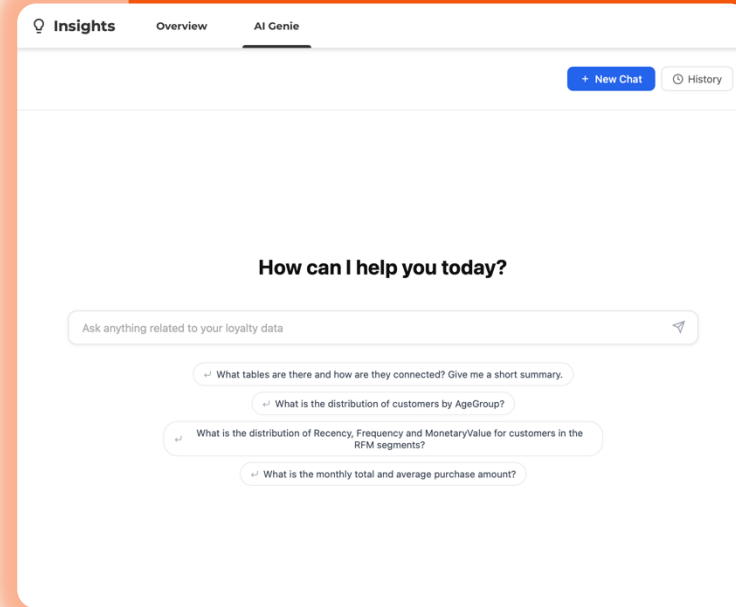 Insights
Overview
AI Genie
+ New Chat
History
How can I help you today?
Ask anything related to your loyalty data
What tables are there and how are they connected? Give me a short summary.
What is the distribution of customers by AgeGroup?
What is the distribution of Recency, Frequency and MonetaryValue for customers in the
RFM segments?
What is the monthly total and average purchase amount?